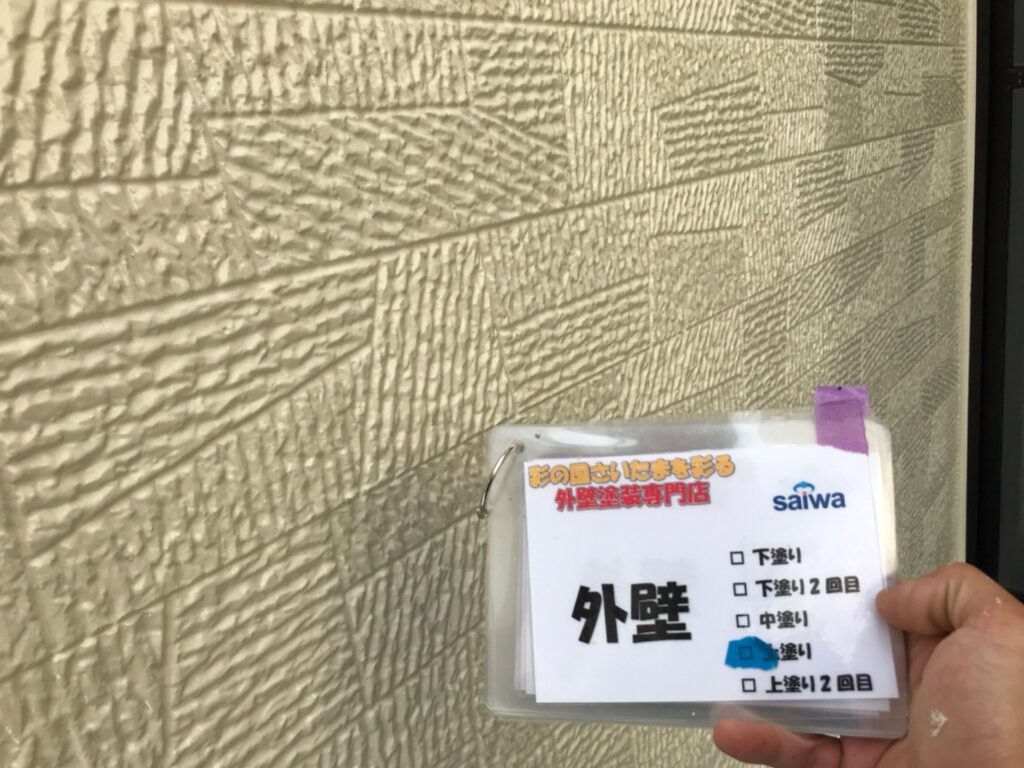 彩の国さいたまを彩る
外壁塗装専門店
saiwa
外壁
□ 下塗り
□ 下塗り2回目
□ 中塗り
□ 上塗り
□ 上塗り2回目